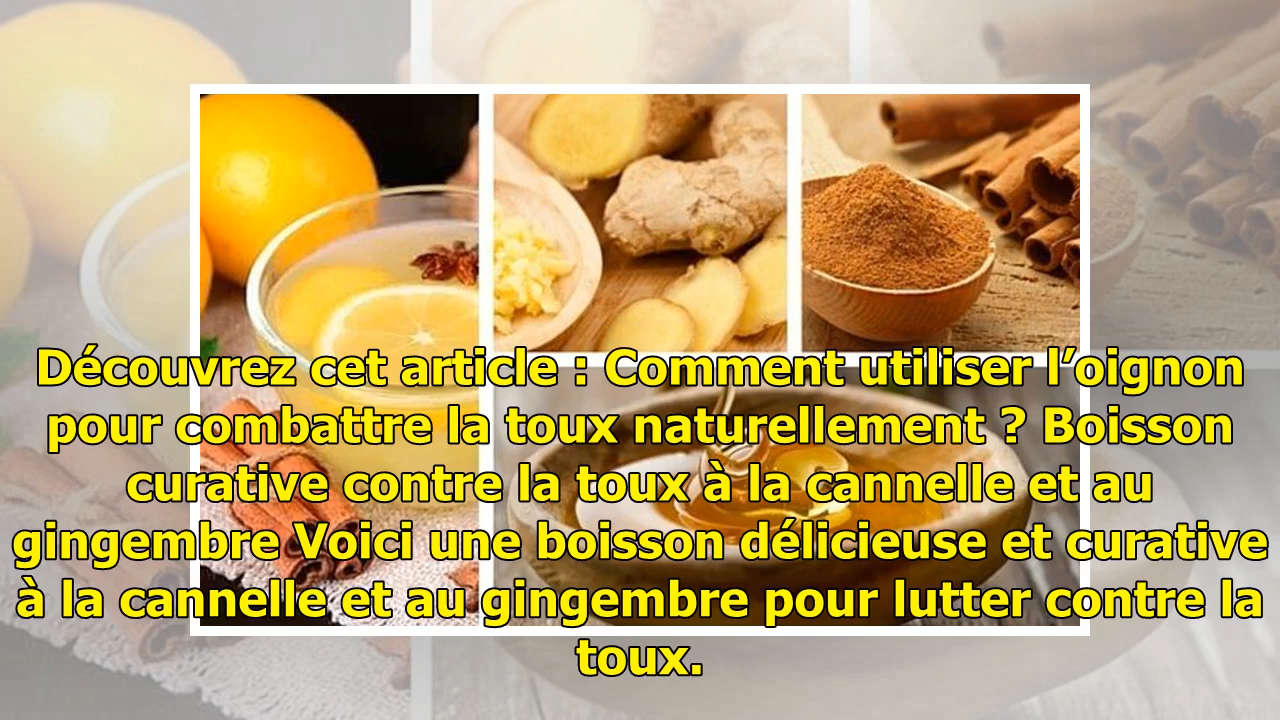 Découvrez cet article : Comment utiliser l’oignon
pour combattre la toux naturellement ? Boisson
curative contre la toux à la cannelle et au
gingembre Voici une boisson délicieuse et curative
à la cannelle et au gingembre pour lutter contre la
toux.